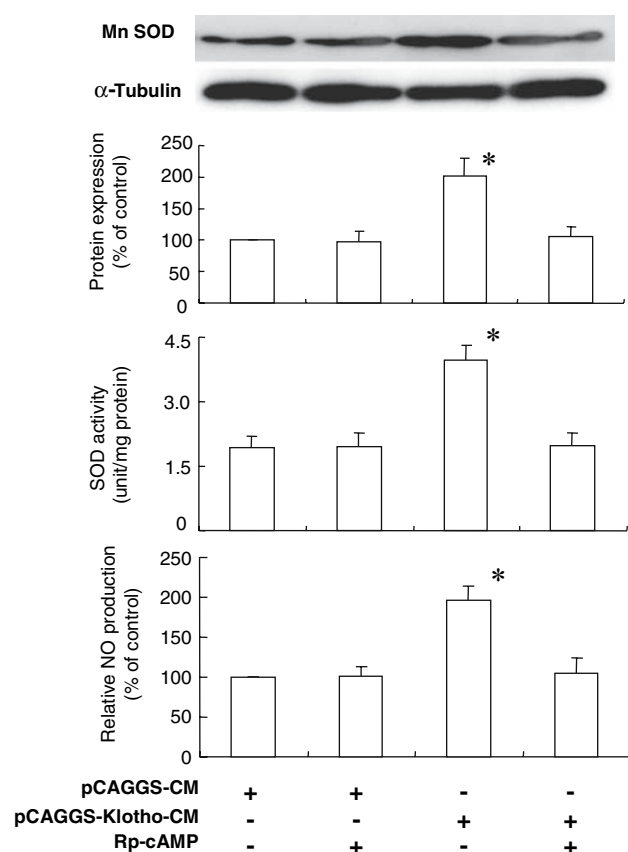 Mn SOD
α-Tubulin
Protein expression
(% of control)
250
200
150
100
50
0
*
SOD activity
(unit/mg protein)
4.5
3.0
1.5
0
*
Relative NO production
(% of control)
250
200
150
100
50
0
*
pCAGGS-CM + + - -
pCAGGS-Klotho-CM - - + +
Rp-cAMP - + - +